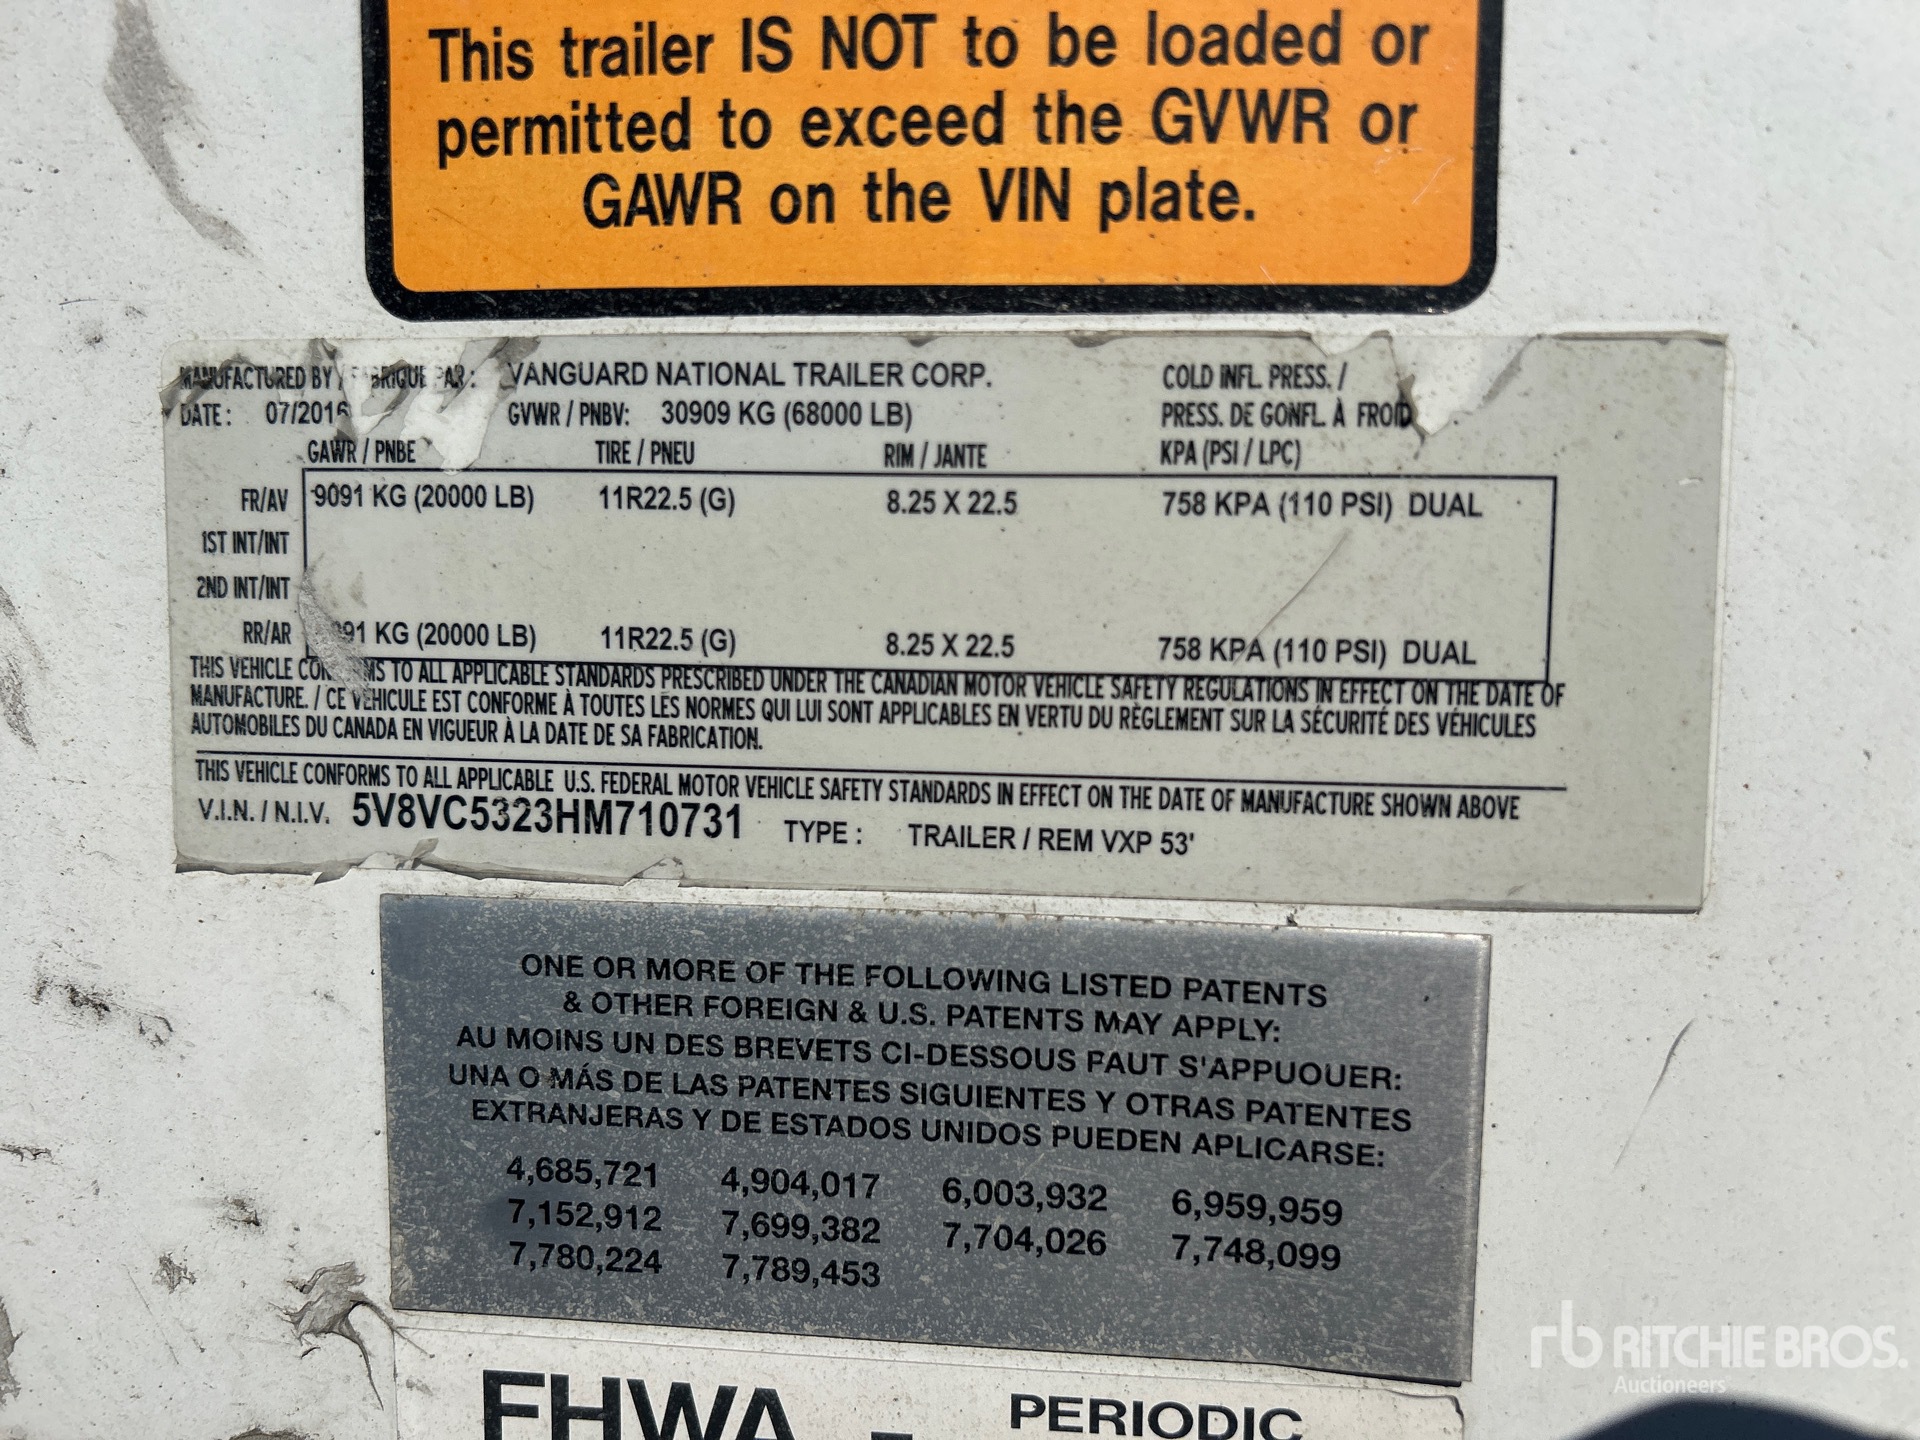 This trailer IS NOT to be loaded or
permitted to exceed the GVWR or
GAWR on the VIN plate.
MANUFACTURED BY / FABRIQUE PAR : VANGUARD NATIONAL TRAILER CORP.
DATE : 07/2016 GVWR / PNBV: 30909 KG (68000 LB)
COLD INFL. PRESS. /
PRESS. DE GONFL. À FROID
GAWR / PNBE TIRE / PNEU RIM / JANTE KPA (PSI / LPC)
FR/AV 9091 KG (20000 LB) 11R22.5 (G) 8.25 X 22.5 758 KPA (110 PSI) DUAL
1ST INT/INT
2ND INT/INT
RR/AR 9091 KG (20000 LB) 11R22.5 (G) 8.25 X 22.5 758 KPA (110 PSI) DUAL
THIS VEHICLE CONFORMS TO ALL APPLICABLE STANDARDS PRESCRIBED UNDER THE CANADIAN MOTOR VEHICLE SAFETY REGULATIONS IN EFFECT ON THE DATE OF
MANUFACTURE. / CE VÉHICULE EST CONFORME À TOUTES LES NORMES QUI LUI SONT APPLICABLES EN VERTU DU RÈGLEMENT SUR LA SÉCURITÉ DES VÉHICULES
AUTOMOBILES DU CANADA EN VIGUEUR À LA DATE DE SA FABRICATION.
THIS VEHICLE CONFORMS TO ALL APPLICABLE U.S. FEDERAL MOTOR VEHICLE SAFETY STANDARDS IN EFFECT ON THE DATE OF MANUFACTURE SHOWN ABOVE
V.I.N. / N.I.V. 5V8VC5323HM710731 TYPE : TRAILER / REM VXP 53'
ONE OR MORE OF THE FOLLOWING LISTED PATENTS
& OTHER FOREIGN & U.S. PATENTS MAY APPLY:
AU MOINS UN DES BREVETS CI-DESSOUS PAUT S'APPUOUER:
UNA O MÁS DE LAS PATENTES SIGUIENTES Y OTRAS PATENTES
EXTRANJERAS Y DE ESTADOS UNIDOS PUEDEN APLICARSE:
4,685,721 4,904,017 6,003,932 6,959,959
7,152,912 7,699,382 7,704,026 7,748,099
7,780,224 7,789,453
FHWA - PERIODIC
rb RITCHIE BROS.
Auctioneers